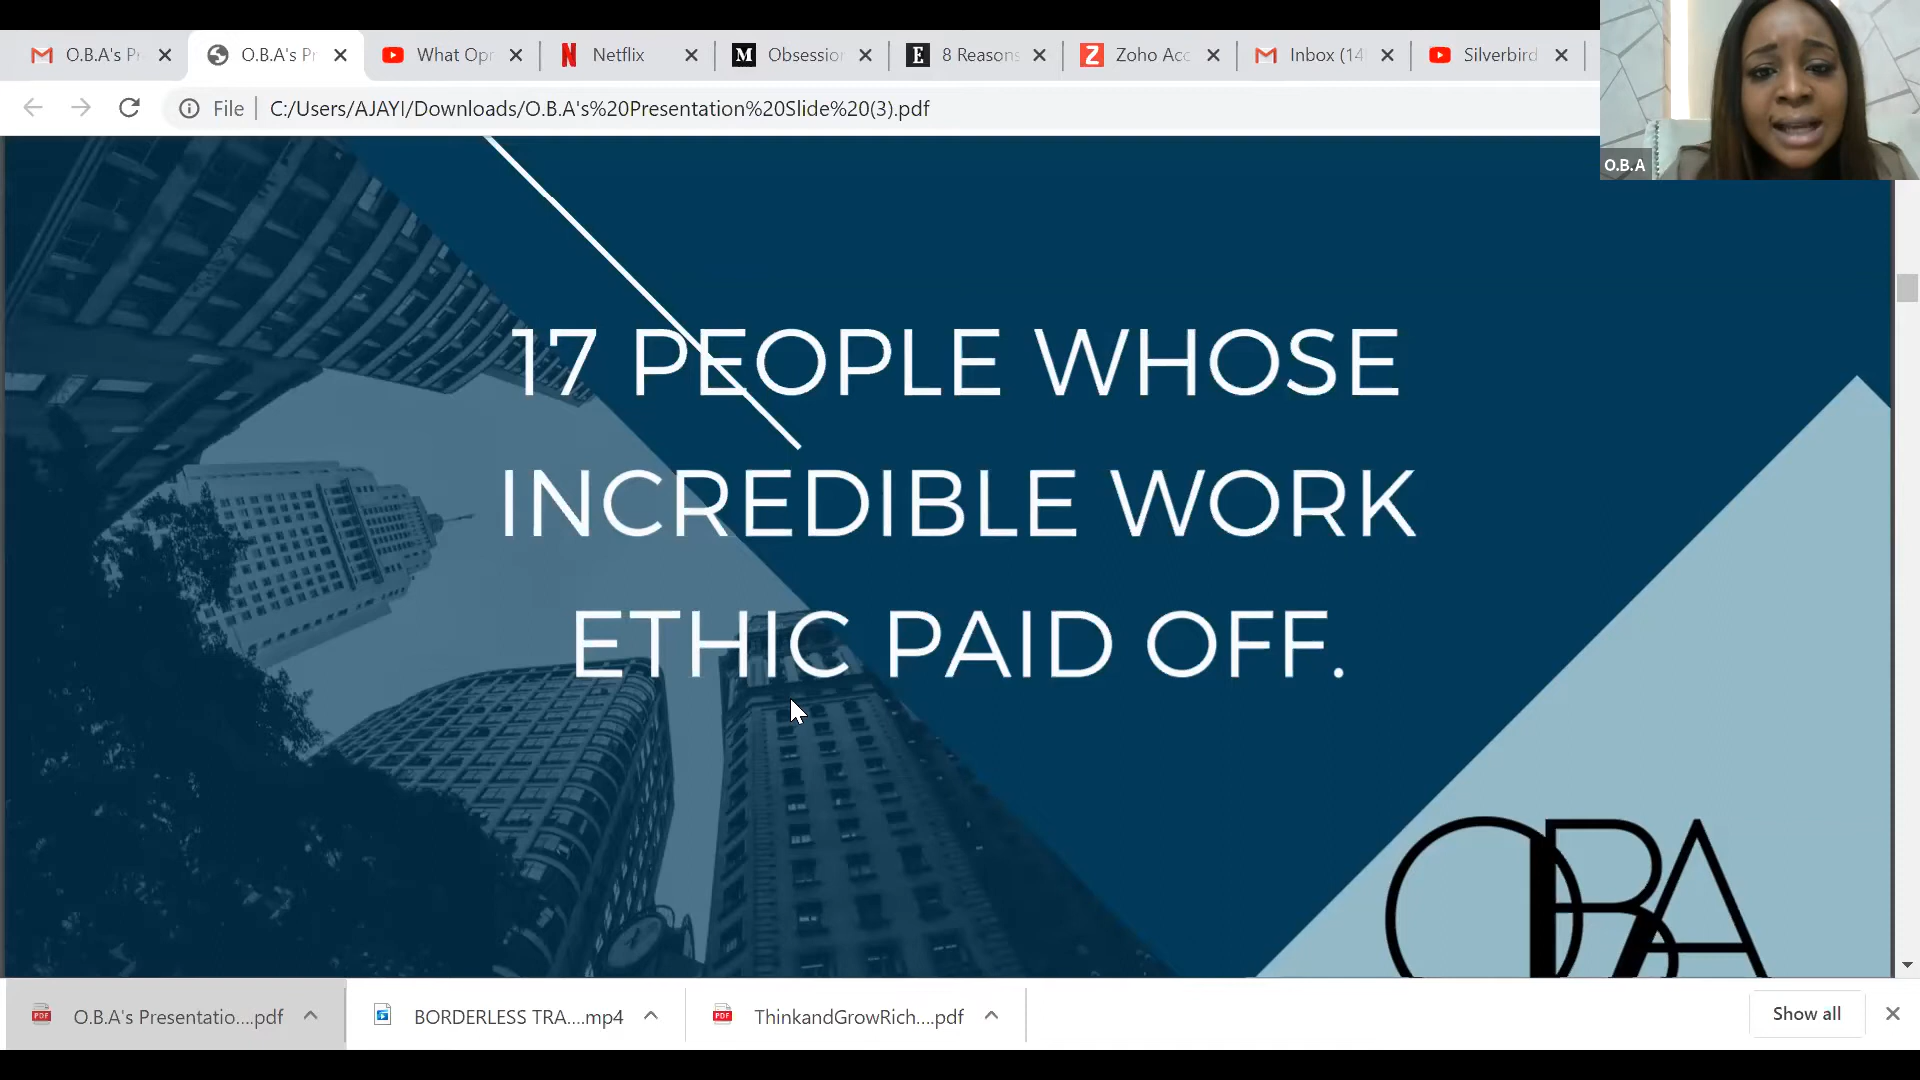 O.B.A's Pr
O.B.A's Pr
What Opr
Netflix
Obsession
8 Reasons
Zoho Acc
Inbox (14
Silverbird
File
C:/Users/AJAYI/Downloads/O.B.A's%20Presentation%20Slide%20(3).pdf
O.B.A
17 PEOPLE WHOSE
INCREDIBLE WORK
ETHIC PAID OFF.
OBA
O.B.A's Presentatio....pdf
BORDERLESS TRA....mp4
ThinkandGrowRich....pdf
Show all